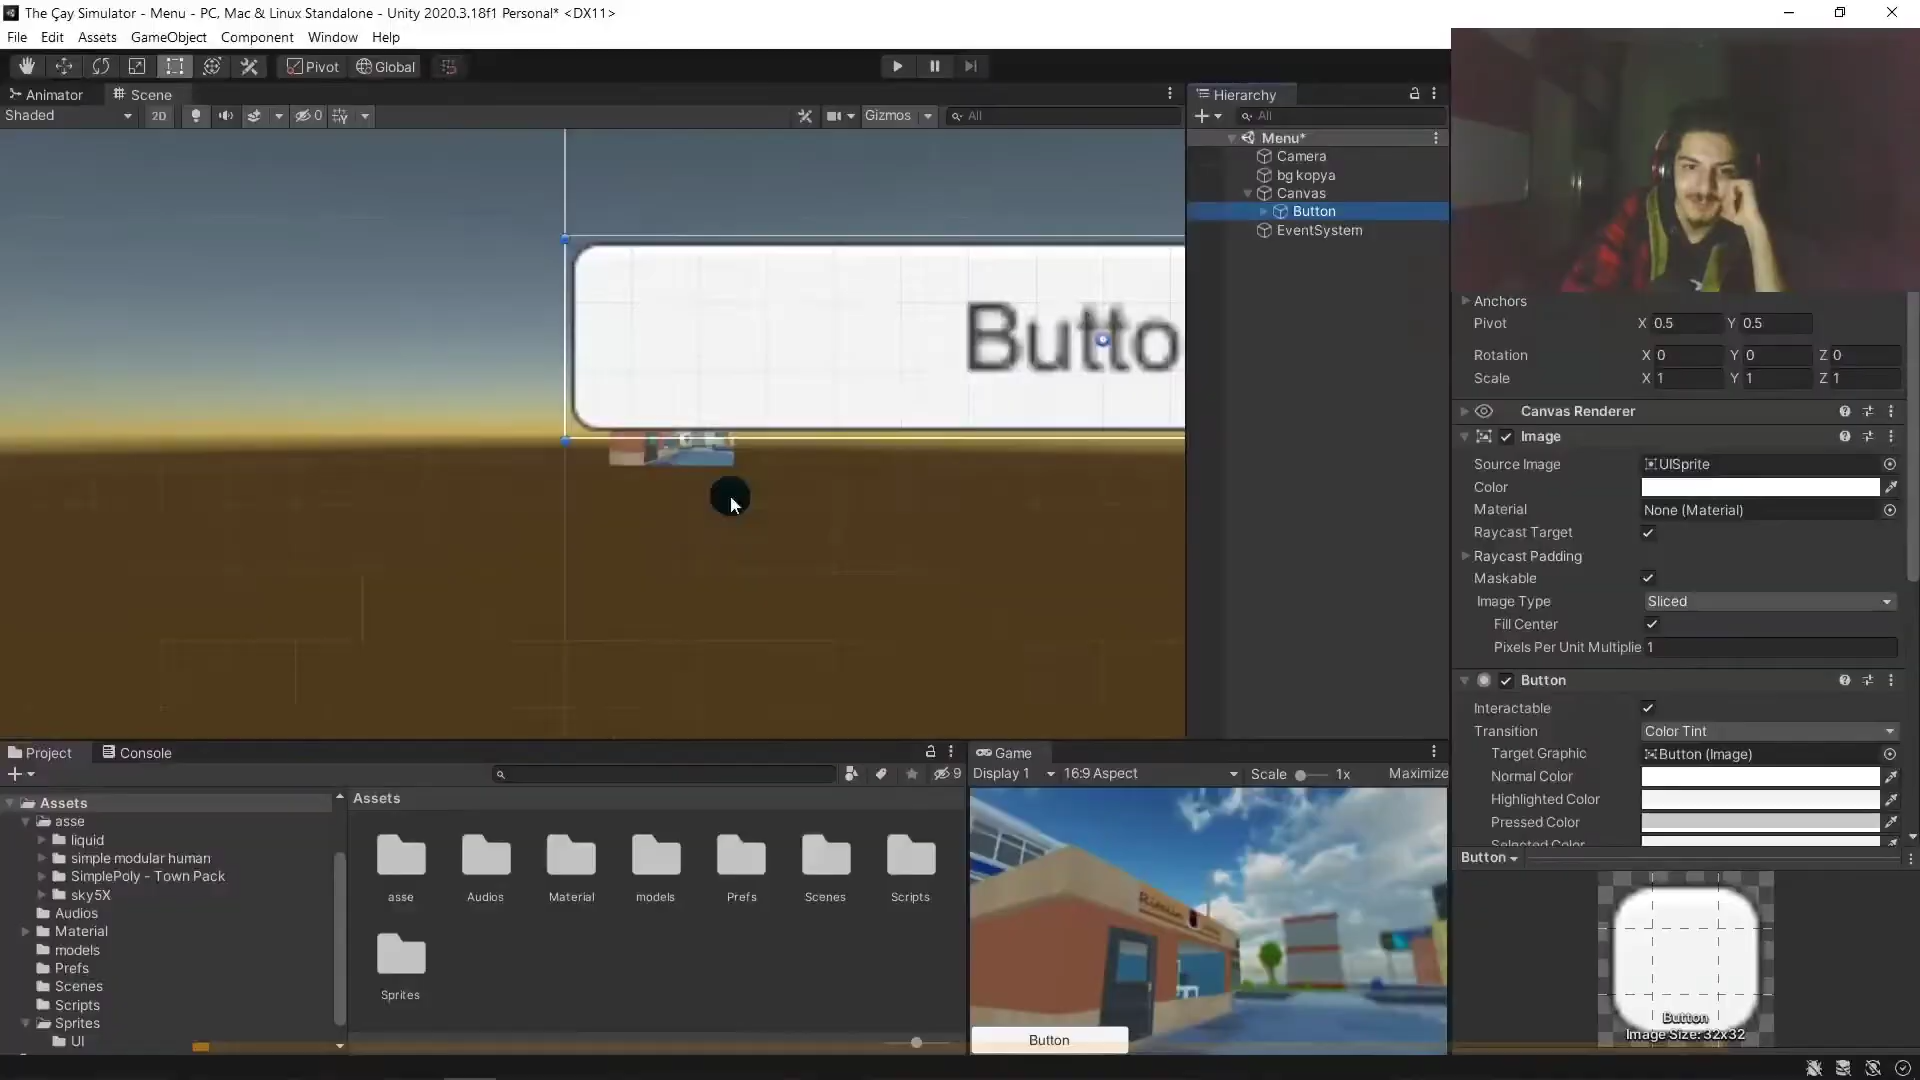 The Çay Simulator - Menu - PC, Mac & Linux Standalone - Unity 2020.3.18f1 Personal* <DX11>
File Edit Assets GameObject Component Window Help
Pivot Global
Animator Scene
Shaded 2D 0 Gizmos All
Butto
Hierarchy
All
Menu*
Camera
bg kopya
Canvas
Button
EventSystem
Anchors
Pivot X 0.5 Y 0.5
Rotation X 0 Y 0 Z 0
Scale X 1 Y 1 Z 1
Canvas Renderer
Image
Source Image UISprite
Color
Material None (Material)
Raycast Target
Raycast Padding
Maskable
Image Type Sliced
Fill Center
Pixels Per Unit Multiplie 1
Button
Interactable
Transition Color Tint
Target Graphic Button (Image)
Normal Color
Highlighted Color
Pressed Color
Selected Color
Button
Button
Image Size: 32x32
Project Console
9
Assets
asse
liquid
simple modular human
SimplePoly - Town Pack
sky5X
Audios
Material
models
Prefs
Scenes
Scripts
Sprites
UI
Assets
asse Audios Material models Prefs Scenes Scripts
Sprites
Game
Display 1 16:9 Aspect Scale 1x Maximize
Button